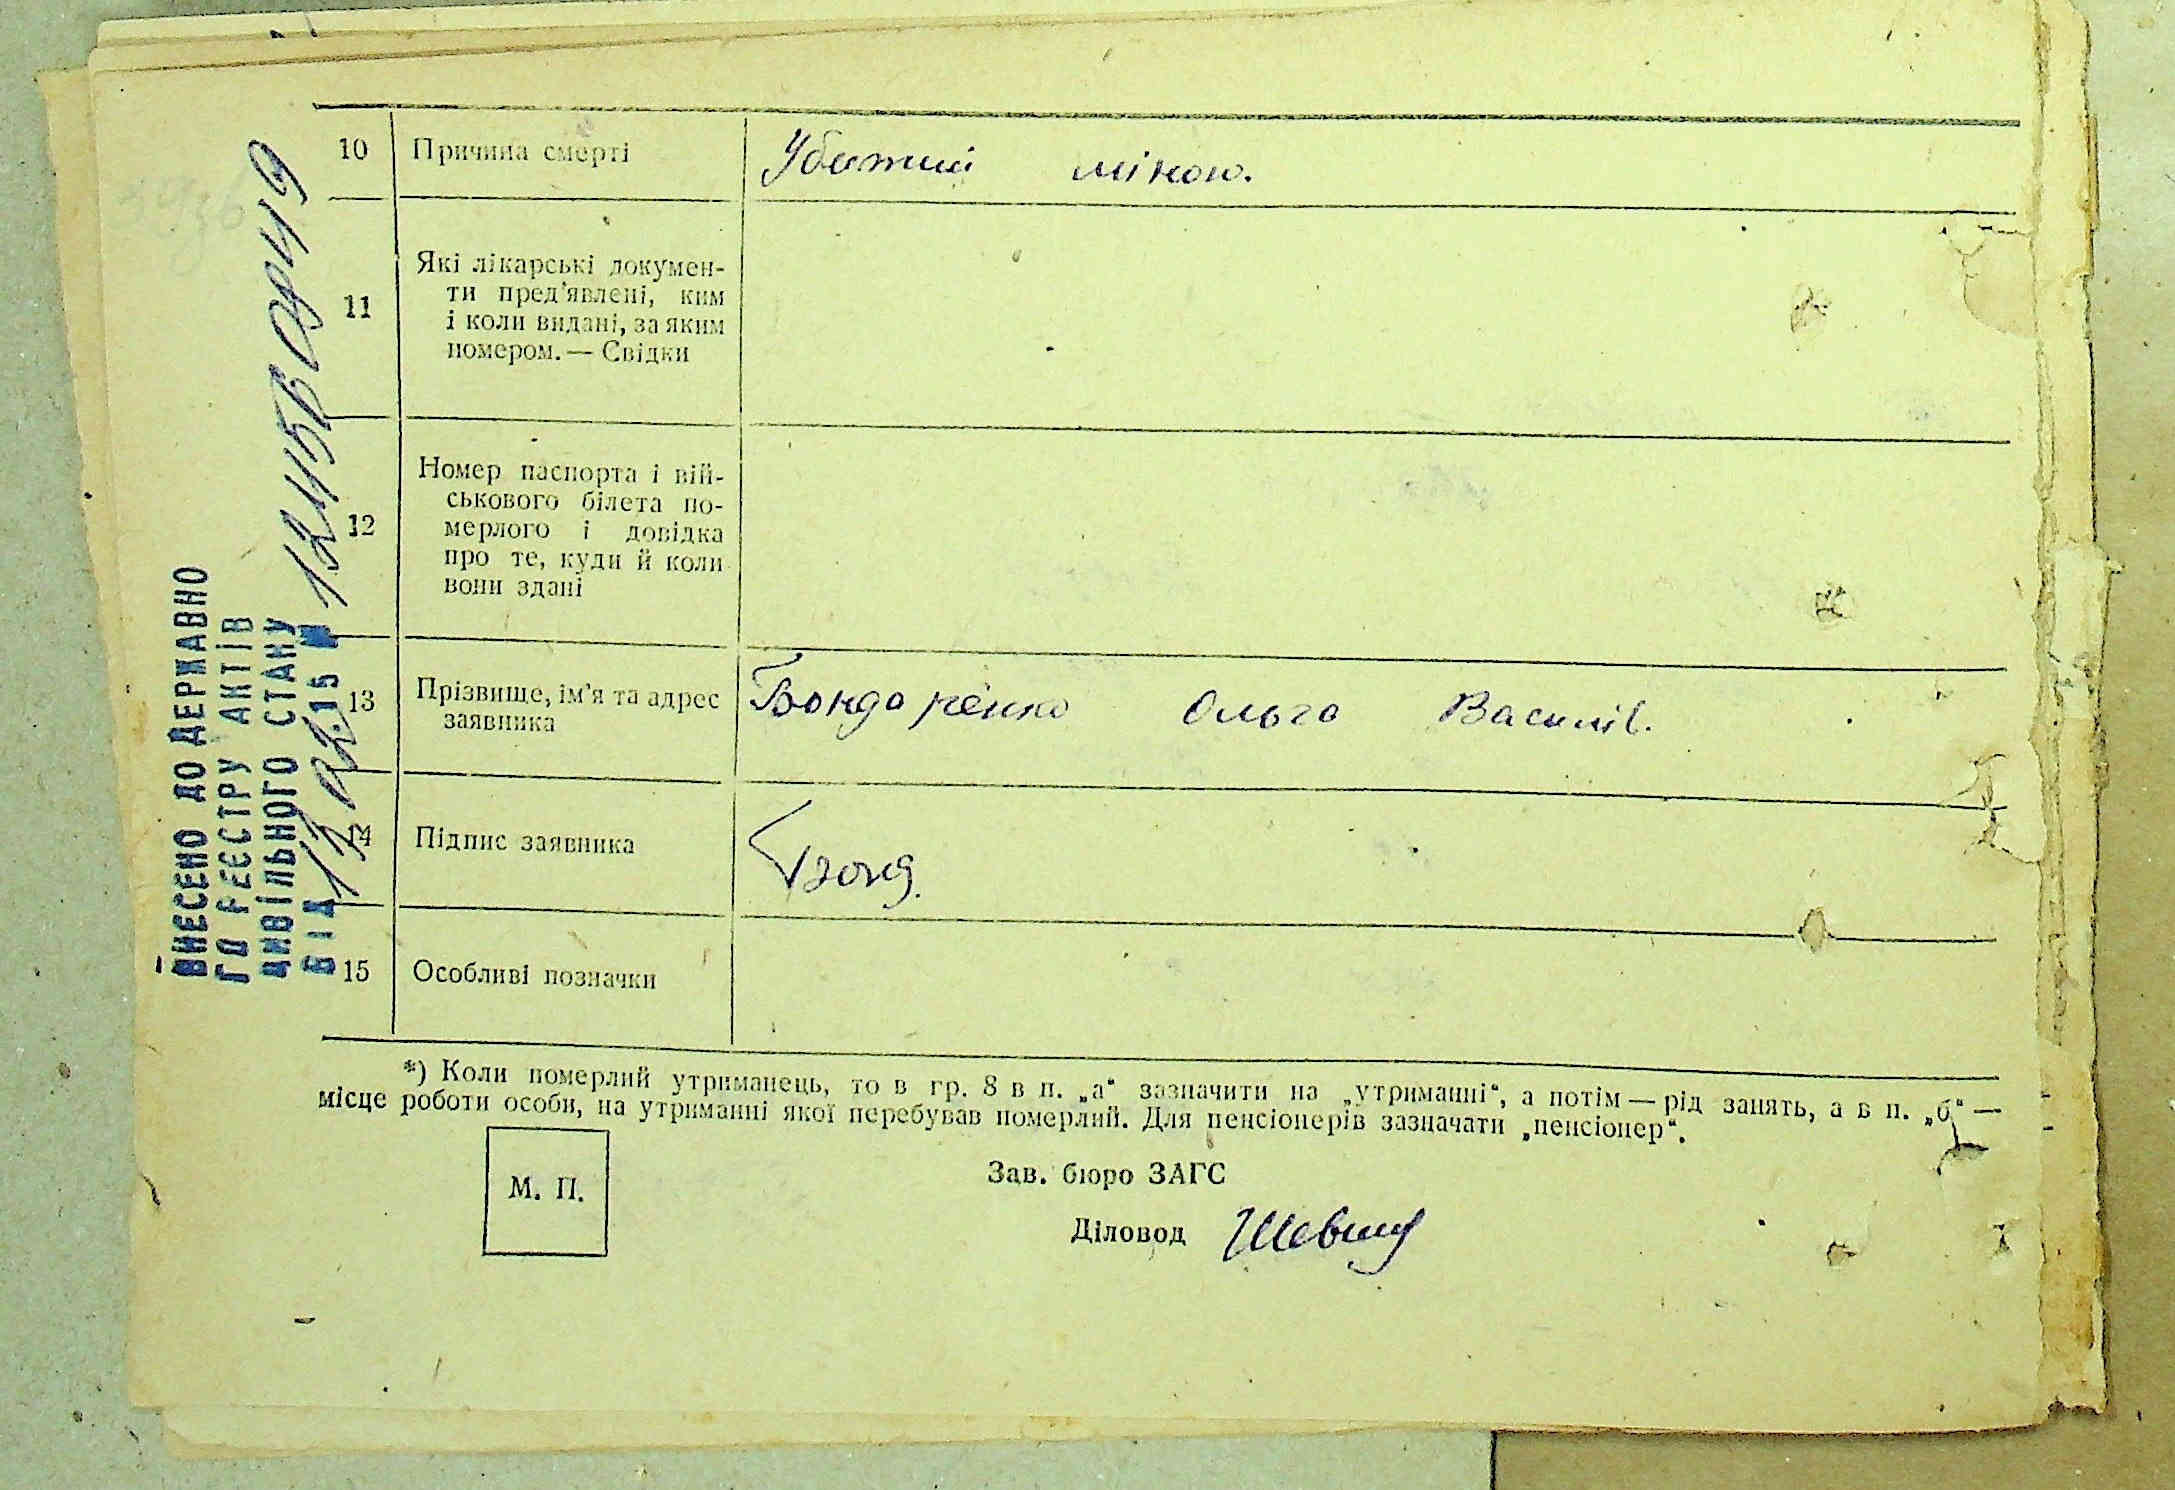 10 Причина смерті Убитий міною.
11 Які лікарські докумен-
ти пред'явлені, ким
і коли видані, за яким
номером. — Свідки
12 Номер паспорта і вій-
ськового білета по-
мерлого і довідка
про те, куди й коли
вони здані
13 Прізвище, ім'я та адрес Бондаренко Ольга Василів.
заявника
14 Підпис заявника Бонд.
15 Особливі позначки
*) Коли померлий утриманець, то в гр. 8 в п. „а“ зазначити на „утриманні“, а потім — рід занять, а в п. „б“ —
місце роботи особи, на утриманні якої перебував померлий. Для пенсіонерів зазначати „пенсіонер“.
М. П.
Зав. бюро ЗАГС
Діловод
ВНЕСЕНО ДО ДЕРЖАВНО
ГО РЕЄСТРУ АКТІВ
ЦИВІЛЬНОГО СТАНУ
ВІД